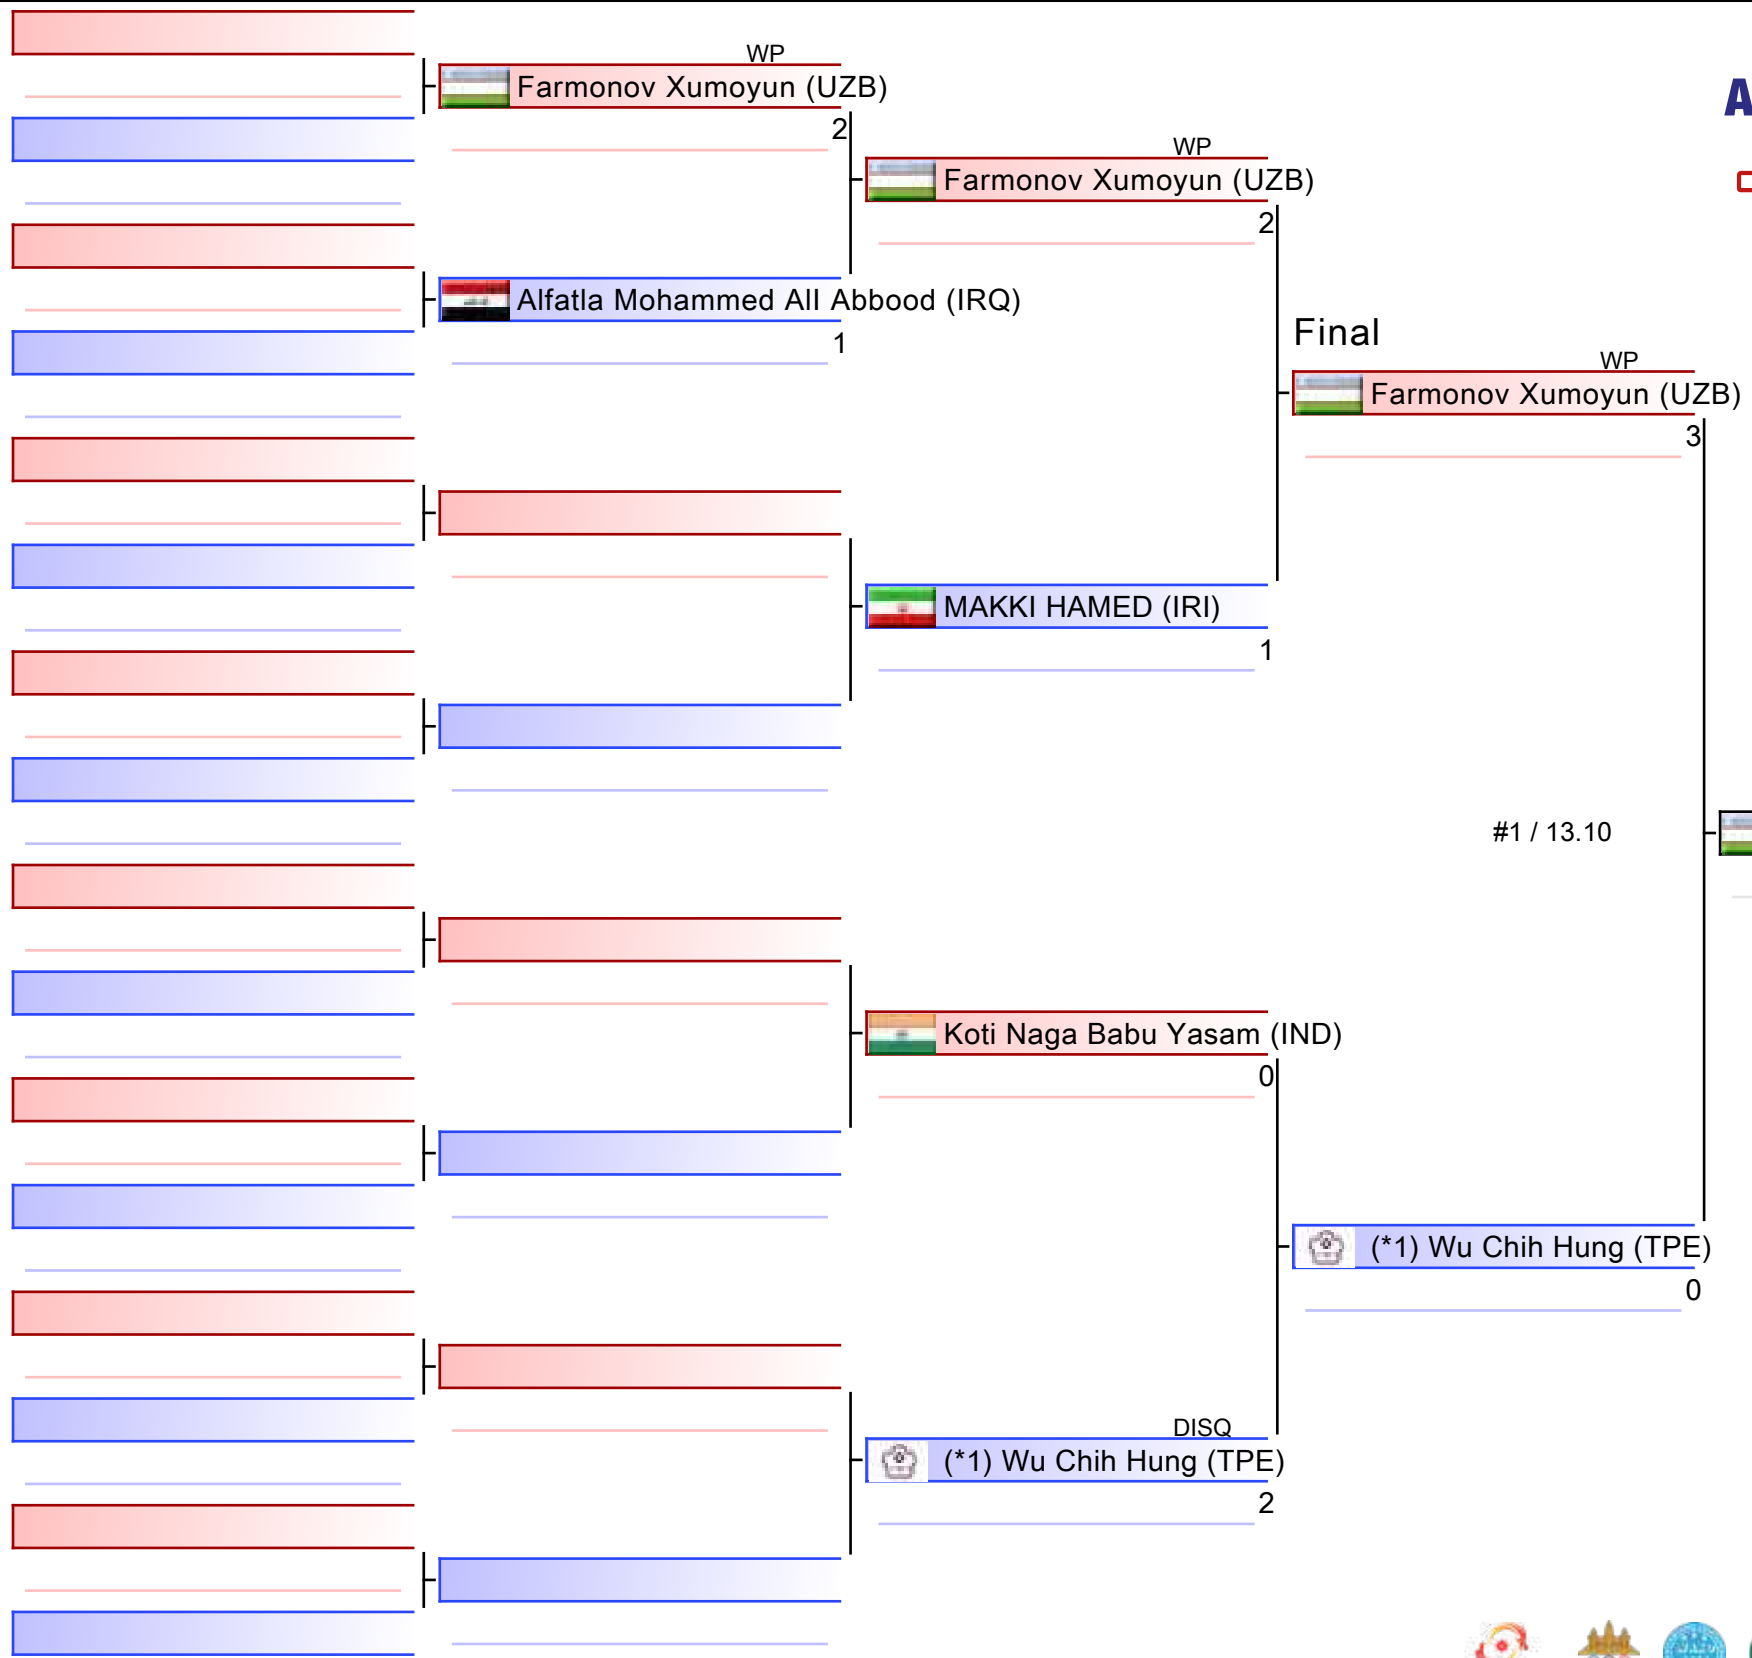 WP
Farmonov Xumoyun (UZB)
2
WP
Farmonov Xumoyun (UZB)
2
Alfatla Mohammed All Abbood (IRQ)
1
Final
WP
Farmonov Xumoyun (UZB)
3
MAKKI HAMED (IRI)
1
#1 / 13.10
Koti Naga Babu Yasam (IND)
0
(*1) Wu Chih Hung (TPE)
0
DISQ
(*1) Wu Chih Hung (TPE)
2
A